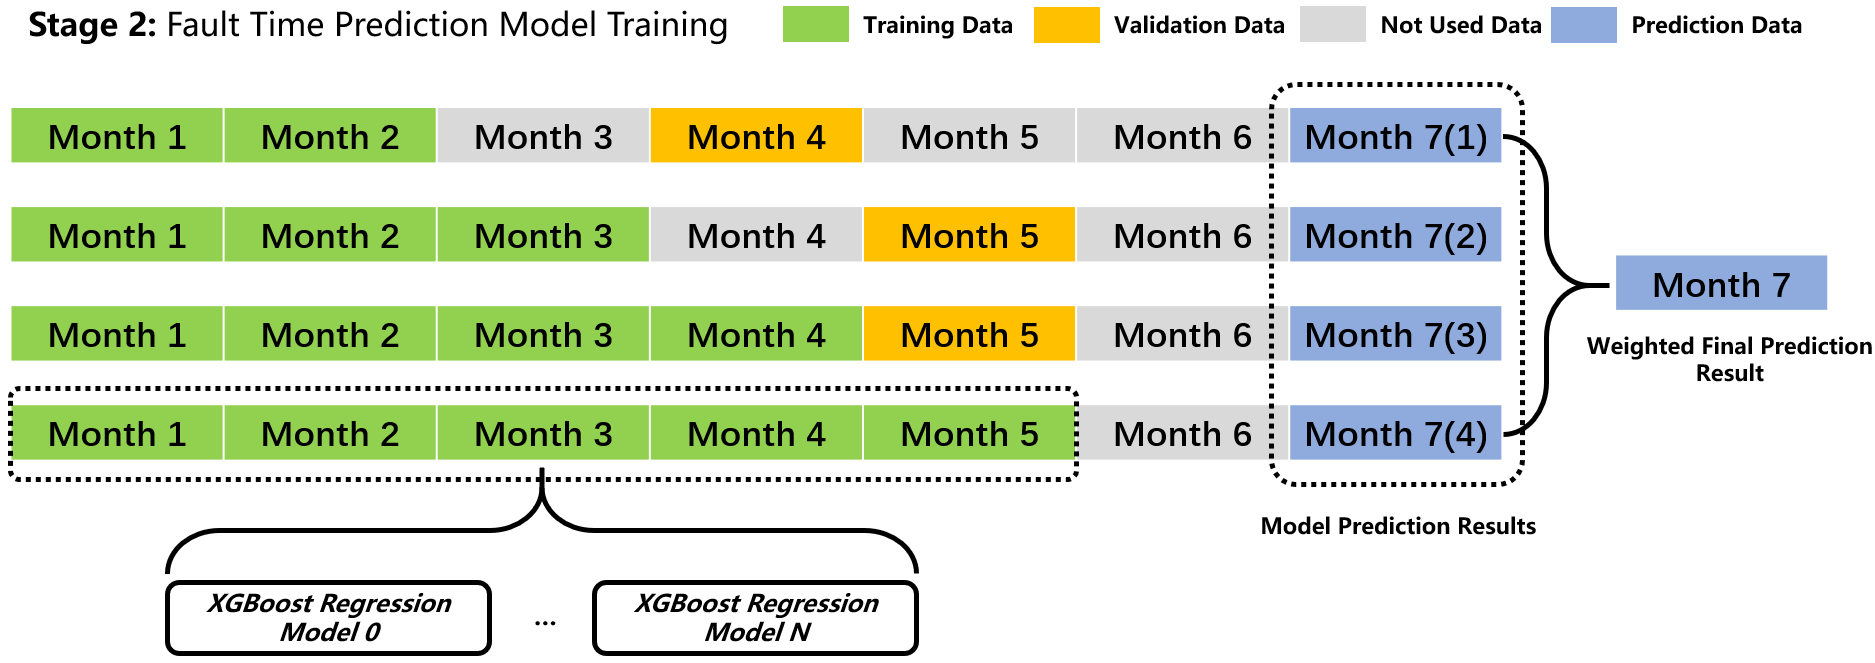 Stage 2: Fault Time Prediction Model Training
Training Data
Validation Data
Not Used Data
Prediction Data
Month 1 Month 2 Month 3 Month 4 Month 5 Month 6 Month 7(1)
Month 1 Month 2 Month 3 Month 4 Month 5 Month 6 Month 7(2)
Month 1 Month 2 Month 3 Month 4 Month 5 Month 6 Month 7(3)
Month 1 Month 2 Month 3 Month 4 Month 5 Month 6 Month 7(4)
Month 7
Weighted Final Prediction
Result
Model Prediction Results
XGBoost Regression
Model 0
...
XGBoost Regression
Model N